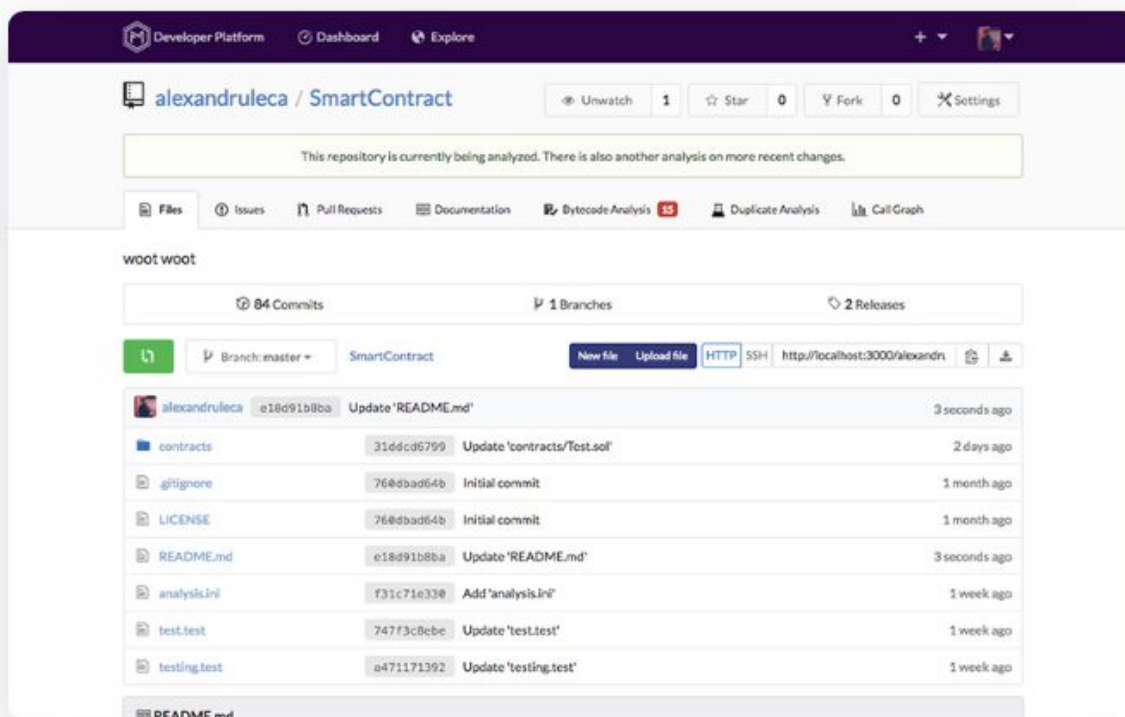 Developer Platform Dashboard Explore
alexandruleca / SmartContract Unwatch 1 Star 0 Fork 0 Settings
This repository is currently being analyzed. There is also another analysis on more recent changes.
Files Issues Pull Requests Documentation Bytecode Analysis 15 Duplicate Analysis Call Graph
woot woot
84 Commits 1 Branches 2 Releases
Branch: master SmartContract New file Upload file HTTP SSH http://localhost:3000/alexandru
alexandruleca e18d91b8ba Update 'README.md' 3 seconds ago
contracts 31ddcd6799 Update 'contracts/Test.sol' 2 days ago
.gitignore 760dbad64b Initial commit 1 month ago
LICENSE 760dbad64b Initial commit 1 month ago
README.md e18d91b8ba Update 'README.md' 3 seconds ago
analysis.ini f31c71e330 Add 'analysis.ini' 1 week ago
test.test 747f3c8ebe Update 'test.test' 1 week ago
testing.test a471171392 Update 'testing.test' 1 week ago
README.md